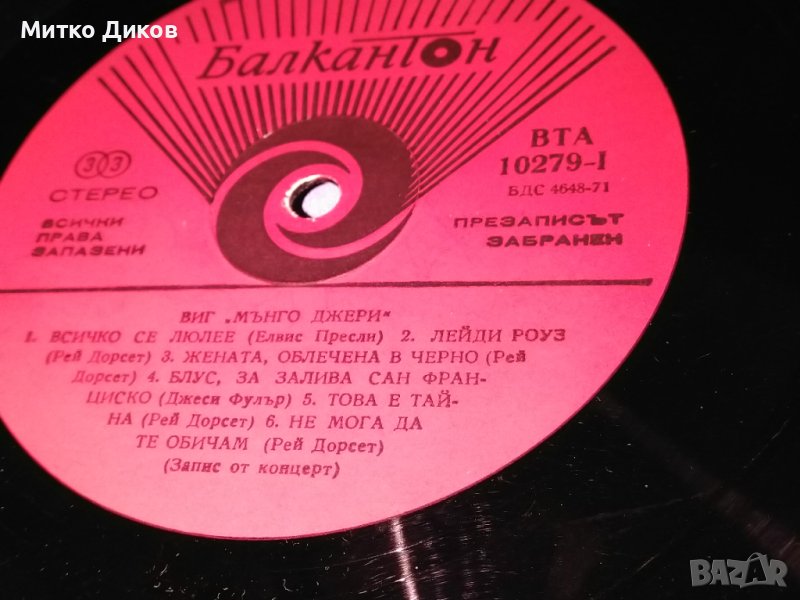 Митко Диков
БалканТон
33
СТЕРЕО
ВСИЧКИ
ПРАВА
ЗАПАЗЕНИ
ВТА
10279-I
БДС 4648-71
ПРЕЗАПИСЪТ
ЗАБРАНЕН
ВИГ „МЪНГО ДЖЕРИ“
1. ВСИЧКО СЕ ЛЮЛЕЕ (Елвис Пресли) 2. ЛЕЙДИ РОУЗ
(Рей Дорсет) 3. ЖЕНАТА, ОБЛЕЧЕНА В ЧЕРНО (Рей
Дорсет) 4. БЛУС, ЗА ЗАЛИВА САН ФРАН-
ЦИСКО (Джеси Фулър) 5. ТОВА Е ТАЙ-
НА (Рей Дорсет) 6. НЕ МОГА ДА
ТЕ ОБИЧАМ (Рей Дорсет)
(Запис от концерт)
BAZAR